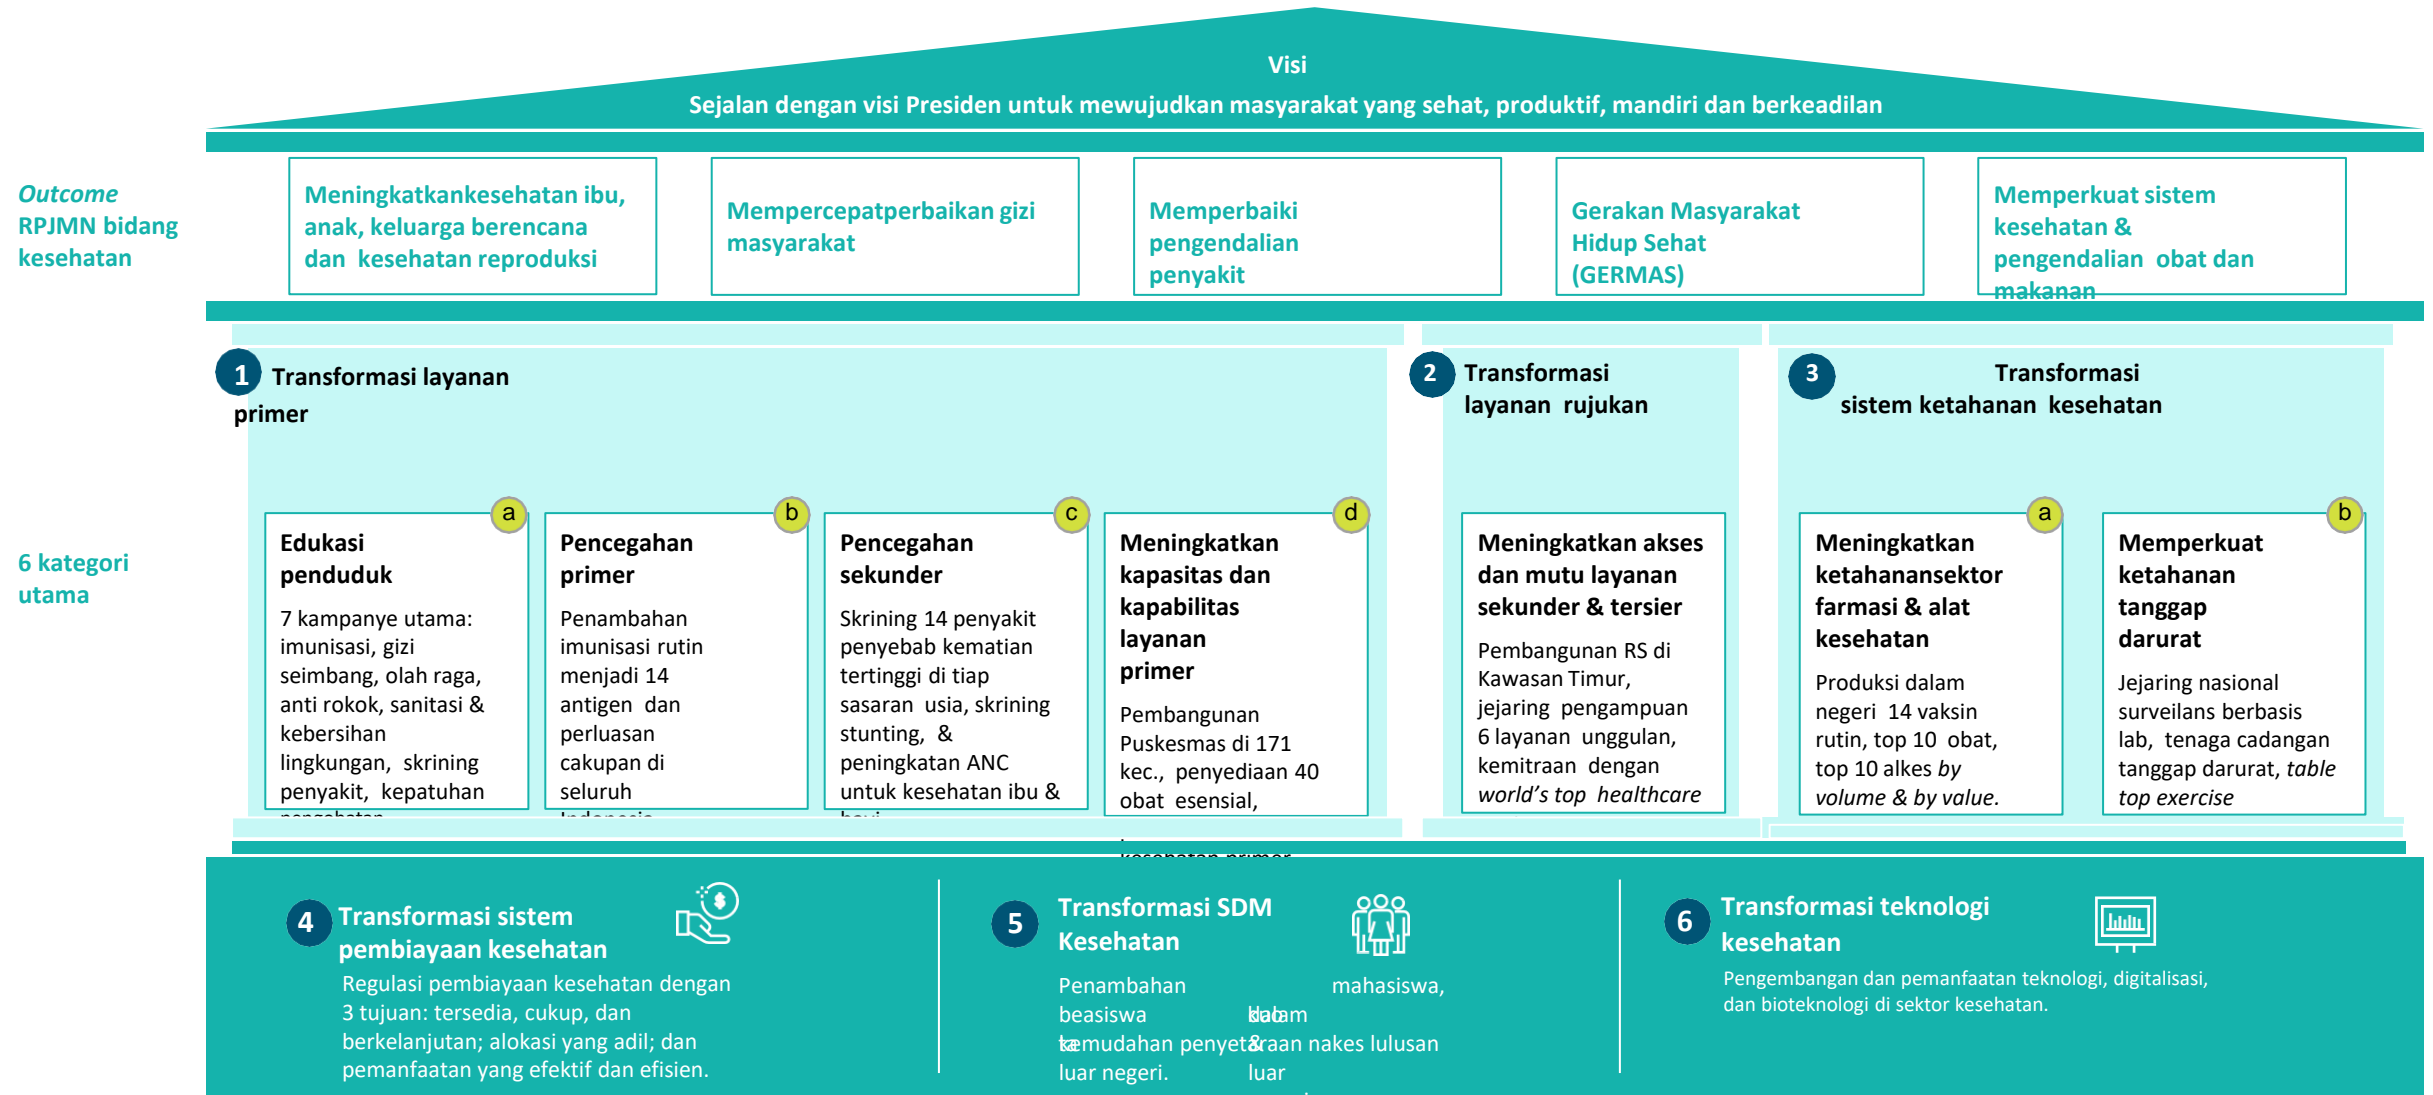 Visi
Sejalan dengan visi Presiden untuk mewujudkan masyarakat yang sehat, produktif, mandiri dan berkeadilan
Outcome
RPJMN bidang
kesehatan
Meningkatkankesehatan ibu,
anak, keluarga berencana
dan kesehatan reproduksi
Mempercepatperbaikan gizi
masyarakat
Memperbaiki
pengendalian
penyakit
Gerakan Masyarakat
Hidup Sehat
(GERMAS)
Memperkuat sistem
kesehatan &
pengendalian obat dan
makanan
6 kategori
utama
1
Transformasi layanan
primer
a
Edukasi
penduduk
7 kampanye utama:
imunisasi, gizi
seimbang, olah raga,
anti rokok, sanitasi &
kebersihan
lingkungan, skrining
penyakit, kepatuhan
b
Pencegahan
primer
Penambahan
imunisasi rutin
menjadi 14
antigen dan
perluasan
cakupan di
seluruh
c
Pencegahan
sekunder
Skrining 14 penyakit
penyebab kematian
tertinggi di tiap
sasaran usia, skrining
stunting, &
peningkatan ANC
untuk kesehatan ibu &
d
Meningkatkan
kapasitas dan
kapabilitas
layanan
primer
Pembangunan
Puskesmas di 171
kec., penyediaan 40
obat esensial,
2
Transformasi
layanan rujukan
Meningkatkan akses
dan mutu layanan
sekunder & tersier
Pembangunan RS di
Kawasan Timur,
jejaring pengampuan
6 layanan unggulan,
kemitraan dengan
world's top healthcare
3
Transformasi
sistem ketahanan kesehatan
a
Meningkatkan
ketahanansektor
farmasi & alat
kesehatan
Produksi dalam
negeri 14 vaksin
rutin, top 10 obat,
top 10 alkes by
volume & by value.
b
Memperkuat
ketahanan
tanggap
darurat
Jejaring nasional
surveilans berbasis
lab, tenaga cadangan
tanggap darurat, table
top exercise
4
Transformasi sistem
pembiayaan kesehatan
Regulasi pembiayaan kesehatan dengan
3 tujuan: tersedia, cukup, dan
berkelanjutan; alokasi yang adil; dan
pemanfaatan yang efektif dan efisien.
5
Transformasi SDM
Kesehatan
Penambahan mahasiswa,
beasiswa
penyetaraan nakes lulusan
luar negeri. luar
6
Transformasi teknologi
kesehatan
Pengembangan dan pemanfaatan teknologi, digitalisasi,
dan bioteknologi di sektor kesehatan.